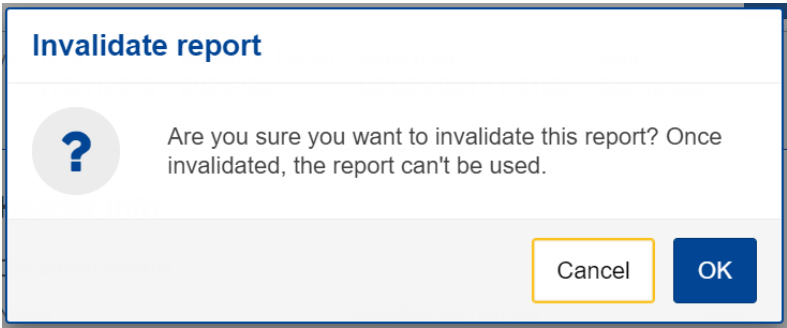 Invalidate report
?
Are you sure you want to invalidate this report? Once
invalidated, the report can't be used.
Cancel
OK